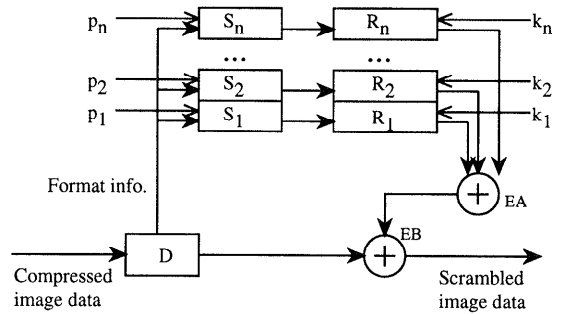 pn Sn Rn kn
... ...
p2 S2 R2 k2
p1 S1 R1 k1
Format info.
+ EA
EB
D +
Compressed
image data
Scrambled
image data